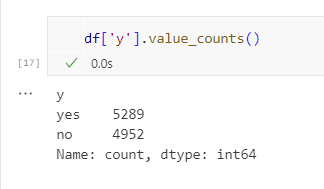 df['y'].value_counts()
[17] ✓ 0.0s
... y
yes    5289
no     4952
Name: count, dtype: int64